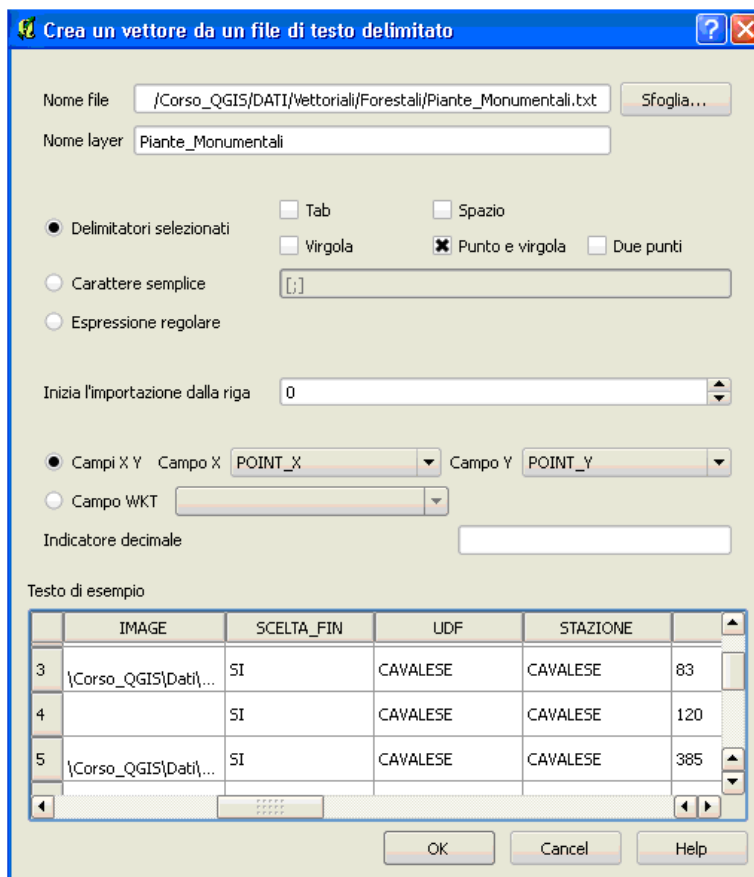 Crea un vettore da un file di testo delimitato
Nome file /Corso_QGIS/DATI/Vettoriali/Forestali/Piante_Monumentali.txt Sfoglia...
Nome layer Piante_Monumentali
Tab Spazio
Delimitatori selezionati
Virgola Punto e virgola Due punti
Carattere semplice [;]
Espressione regolare
Inizia l'importazione dalla riga 0
Campi X Y Campo X POINT_X Campo Y POINT_Y
Campo WKT
Indicatore decimale
Testo di esempio
IMAGE SCELTA_FIN UDF STAZIONE
3 \Corso_QGIS\Dati\... SI CAVALESE CAVALESE 83
4 SI CAVALESE CAVALESE 120
5 \Corso_QGIS\Dati\... SI CAVALESE CAVALESE 385
OK Cancel Help